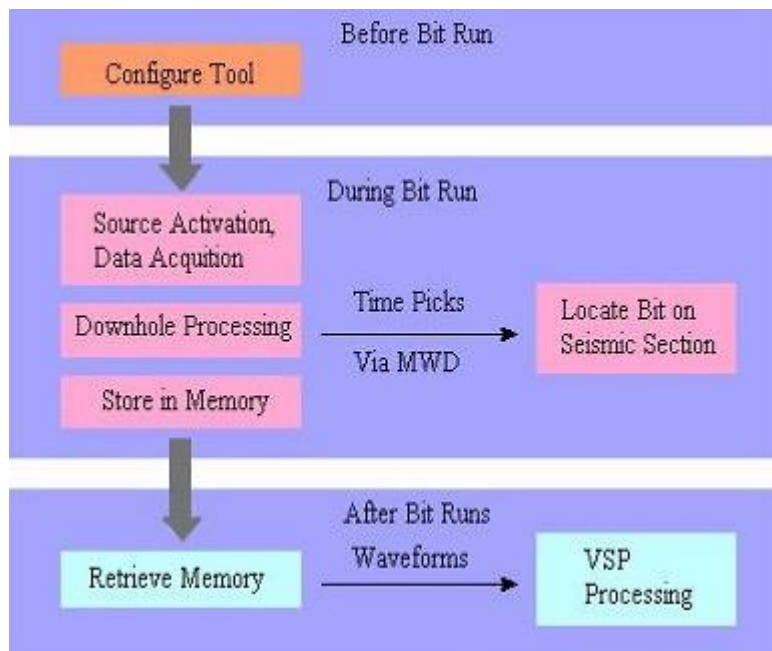 Before Bit Run
Configure Tool
During Bit Run
Source Activation,
Data Acquition
Downhole Processing
Store in Memory
Time Picks
Via MWD
Locate Bit on
Seismic Section
After Bit Runs
Retrieve Memory
Waveforms
VSP
Processing